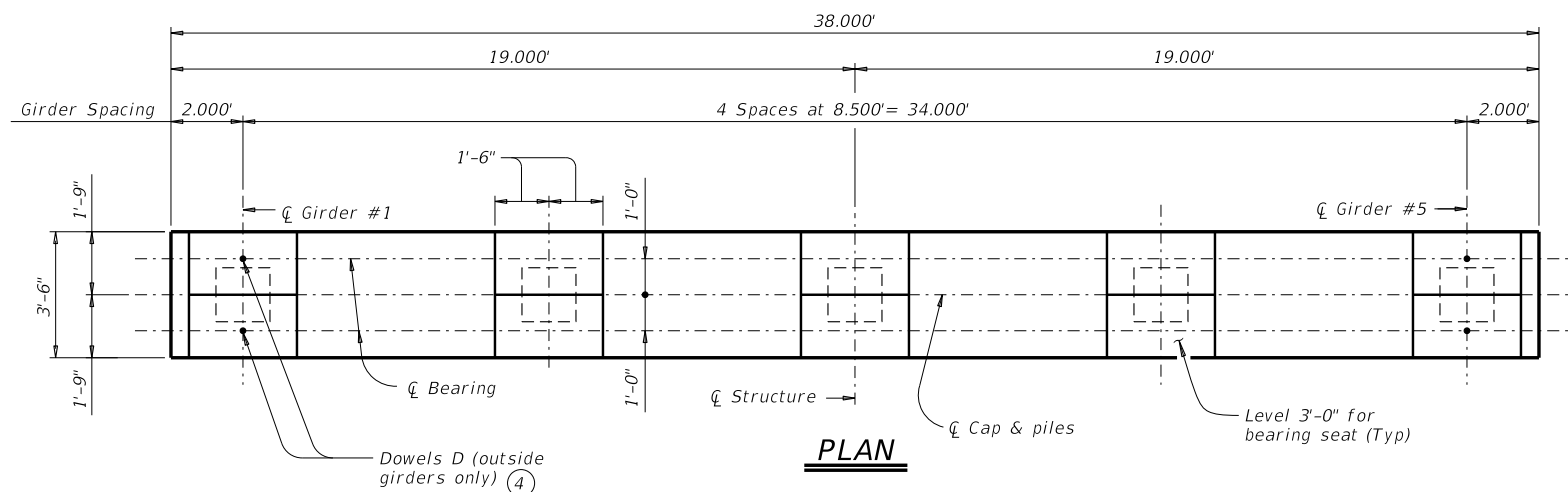 38.000'
19.000'
19.000'
Girder Spacing
2.000'
4 Spaces at 8.500'= 34.000'
2.000'
1'-6"
1'-9"
1'-0"
℄ Girder #1
℄ Girder #5
3'-6"
1'-9"
1'-0"
℄ Bearing
℄ Structure
℄ Cap & piles
Level 3'-0" for
bearing seat (Typ)
Dowels D (outside
girders only) 4
PLAN